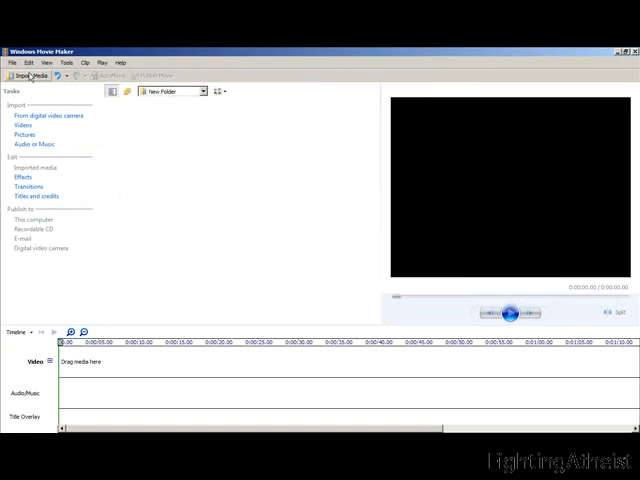 Windows Movie Maker
File Edit View Tools Clip Play Help
Import Media AutoMovie Publish Movie
Tasks
New Folder
Import
From digital video camera
Videos
Pictures
Audio or Music
Edit
Imported media
Effects
Transitions
Titles and credits
Publish to
This computer
Recordable CD
E-mail
Digital video camera
0:00:00.00 / 0:00:00.00
Split
Timeline
0.00 0:00:05.00 0:00:10.00 0:00:15.00 0:00:20.00 0:00:25.00 0:00:30.00 0:00:35.00 0:00:40.00 0:00:45.00 0:00:50.00 0:00:55.00 0:01:00.00 0:01:05.00 0:01:10.00
Video
Drag media here
Audio/Music
Title Overlay
FightingAtheist